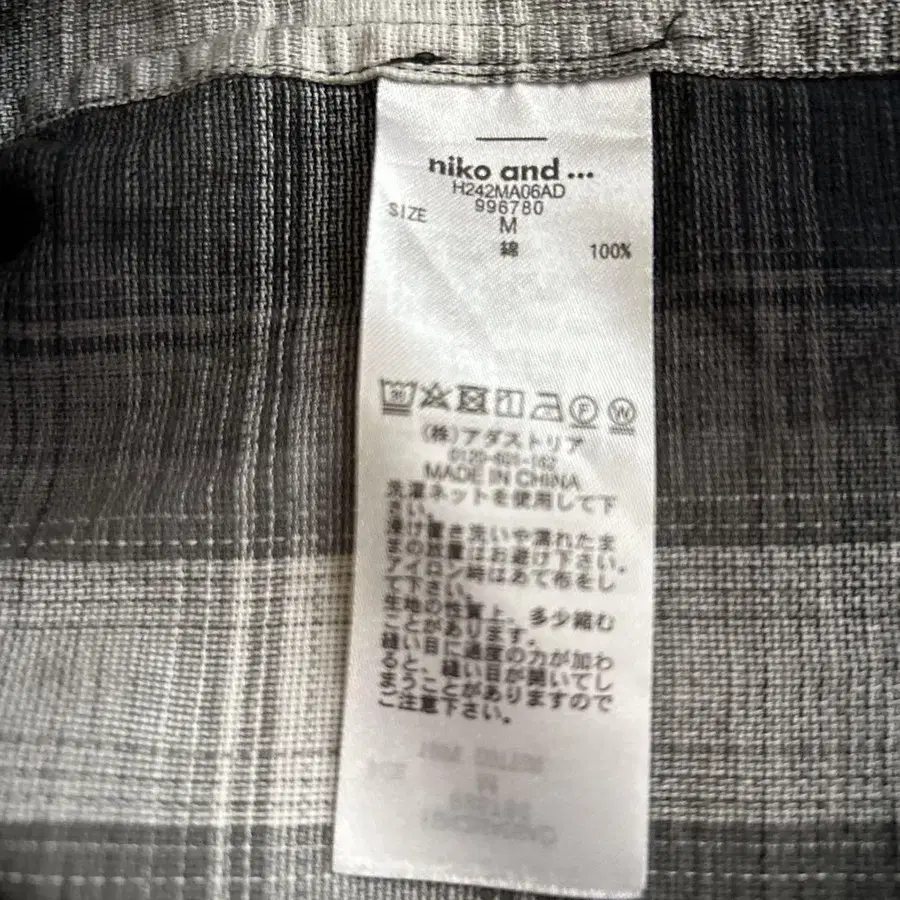 niko and ...
H242MA06AD
996780
SIZE
M
綿 100%
P W
(株)アダストリア
MADE IN CHINA
洗濯ネットを使用して下
さい。
漬け置き洗いや濡れたま
まの放置はお避け下さい。
アイロン時はあて布をし
て下さい。
生地の性質上、多少縮む
ことがあります。
縫い目に過度の力が加わ
ると、縫い目が開いてし
まうことがありますので
ご注意下さい。